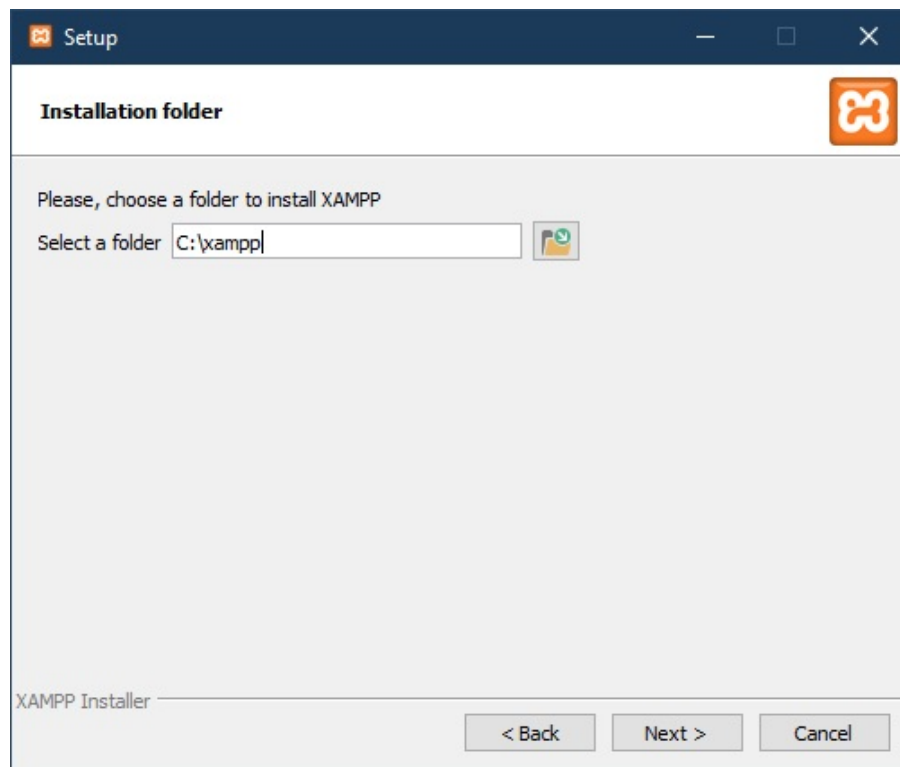 Setup
Installation folder
Please, choose a folder to install XAMPP
Select a folder C:\xampp
XAMPP Installer
< Back Next > Cancel